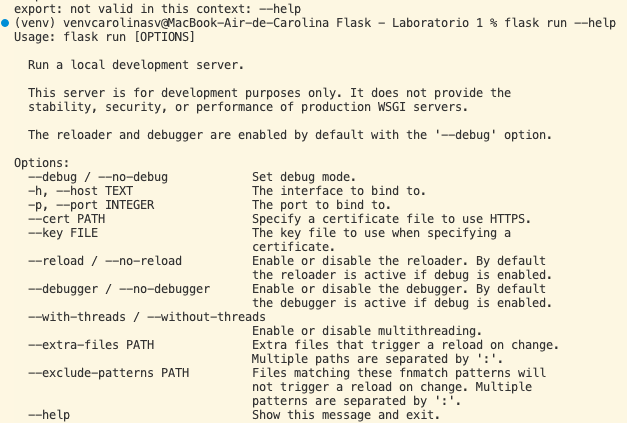 export: not valid in this context: --help
(venv) venvcarolinasv@MacBook-Air-de-Carolina Flask - Laboratorio 1 % flask run --help
Usage: flask run [OPTIONS]
Run a local development server.
This server is for development purposes only. It does not provide the
stability, security, or performance of production WSGI servers.
The reloader and debugger are enabled by default with the '--debug' option.
Options:
--debug / --no-debug Set debug mode.
-h, --host TEXT The interface to bind to.
-p, --port INTEGER The port to bind to.
--cert PATH Specify a certificate file to use HTTPS.
--key FILE The key file to use when specifying a
certificate.
--reload / --no-reload Enable or disable the reloader. By default
the reloader is active if debug is enabled.
--debugger / --no-debugger Enable or disable the debugger. By default
the debugger is active if debug is enabled.
--with-threads / --without-threads
Enable or disable multithreading.
--extra-files PATH Extra files that trigger a reload on change.
Multiple paths are separated by ':'.
--exclude-patterns PATH Files matching these fnmatch patterns will
not trigger a reload on change. Multiple
patterns are separated by ':'.
--help Show this message and exit.